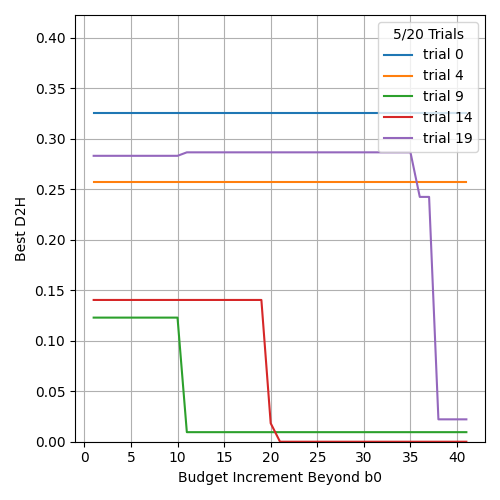 5/20 Trials
trial 0
trial 4
trial 9
trial 14
trial 19
0.40
0.35
0.30
0.25
0.20
0.15
0.10
0.05
0.00
Best D2H
0 5 10 15 20 25 30 35 40
Budget Increment Beyond b0